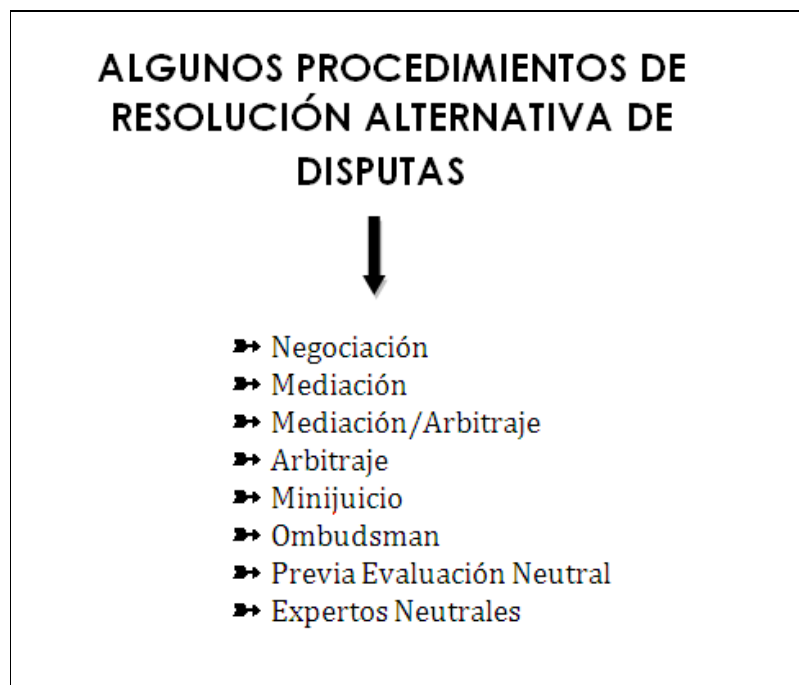 ALGUNOS PROCEDIMIENTOS DE
RESOLUCIÓN ALTERNATIVA DE
DISPUTAS
Negociación
Mediación
Mediación/Arbitraje
Arbitraje
Minijuicio
Ombudsman
Previa Evaluación Neutral
Expertos Neutrales